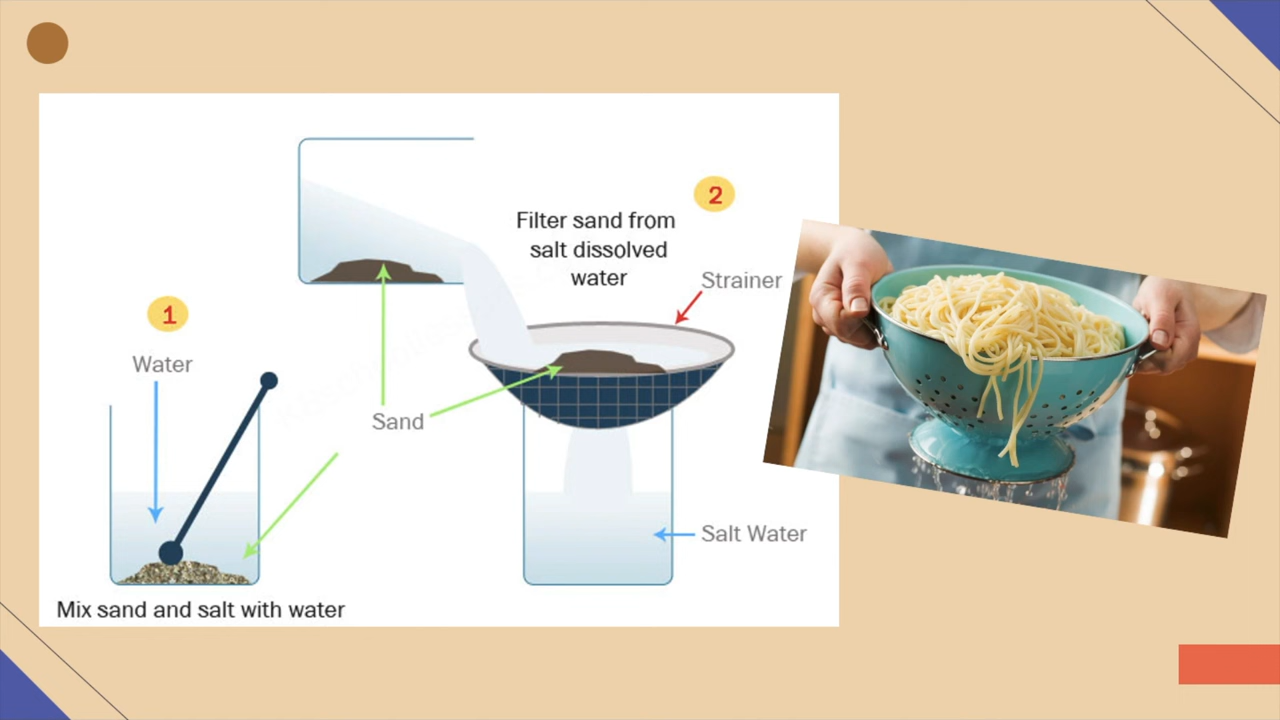 1
Water
Mix sand and salt with water
Sand
2
Filter sand from
salt dissolved
water
Strainer
Salt Water